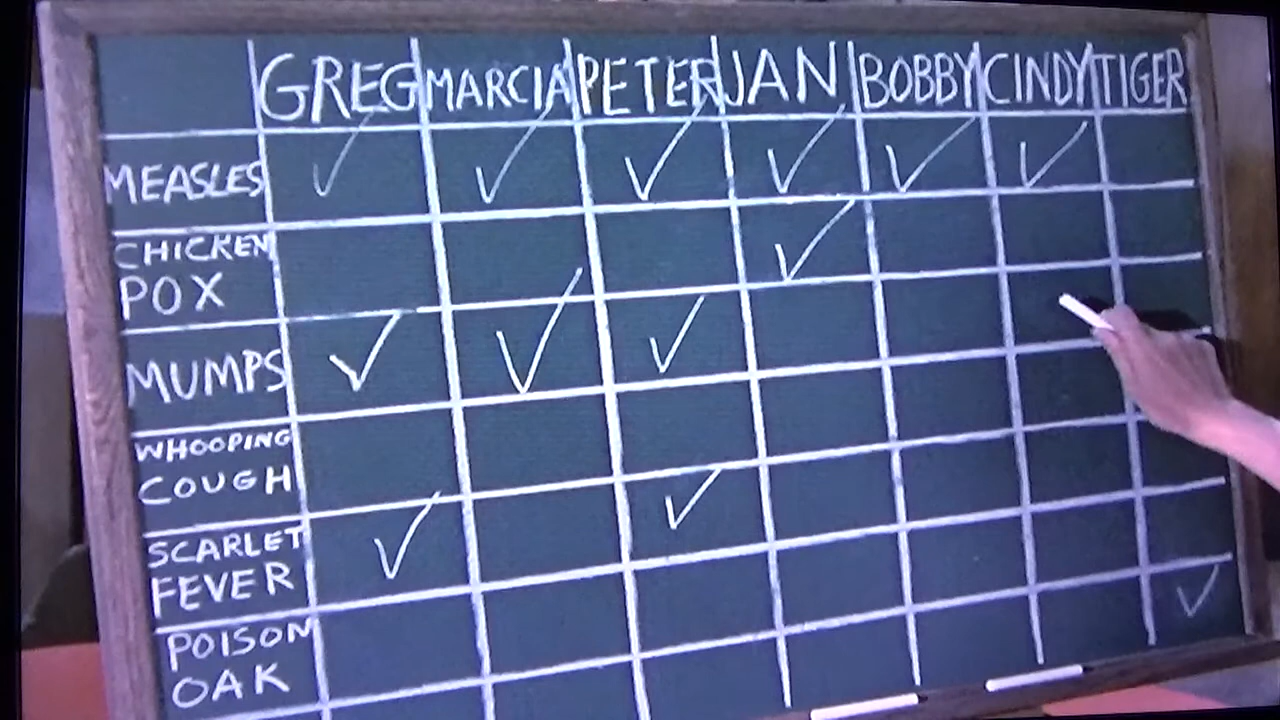 GREG MARCIA PETER JAN BOBBY CINDY TIGER
MEASLES ✓ ✓ ✓ ✓ ✓ ✓
CHICKEN
POX ✓
MUMPS ✓ ✓ ✓
WHOOPING
COUGH
SCARLET
FEVER ✓ ✓
POISON
OAK ✓